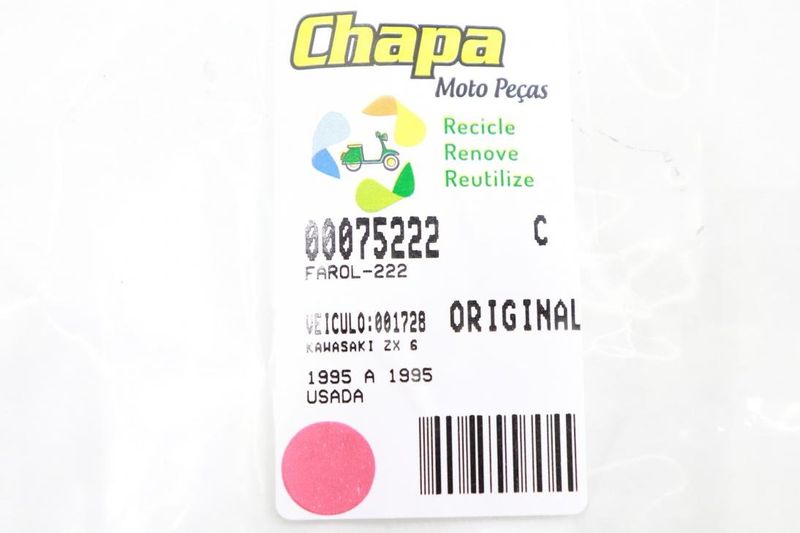 Chapa
Moto Peças
Recicle
Renove
Reutilize
00075222 C
FAROL-222
VEICULO:001728 ORIGINAL
KAWASAKI ZX 6
1995 A 1995
USADA